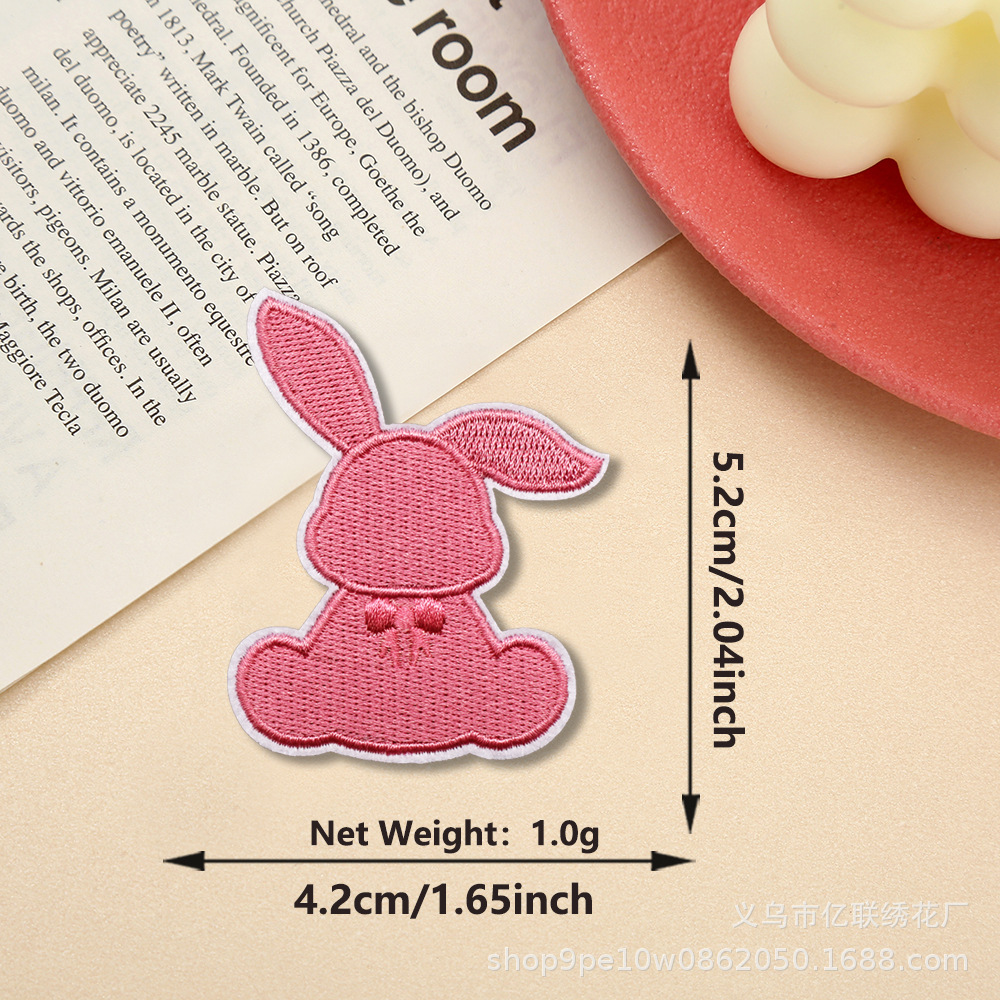 room
and the bishop Duomo
Piazza del Duomo), and
for Europe, Goethe the
Founded in 1386, completed
1813, Mark Twain called “song
poetry” written in marble. But on roof
appreciate 2245 marble statue. Piazz
del duomo, is located in the city of
milan. It contains a monumento equestre
duomo and vittorio emanuele II, often
visitors, pigeons. Milan are usually
the shops, offices. In the
birth, the two duomo
Maggiore Tecla
5.2cm/2.04inch
Net Weight：1.0g
4.2cm/1.65inch
义乌市亿联绣花厂
shop9pe10w0862050.1688.com